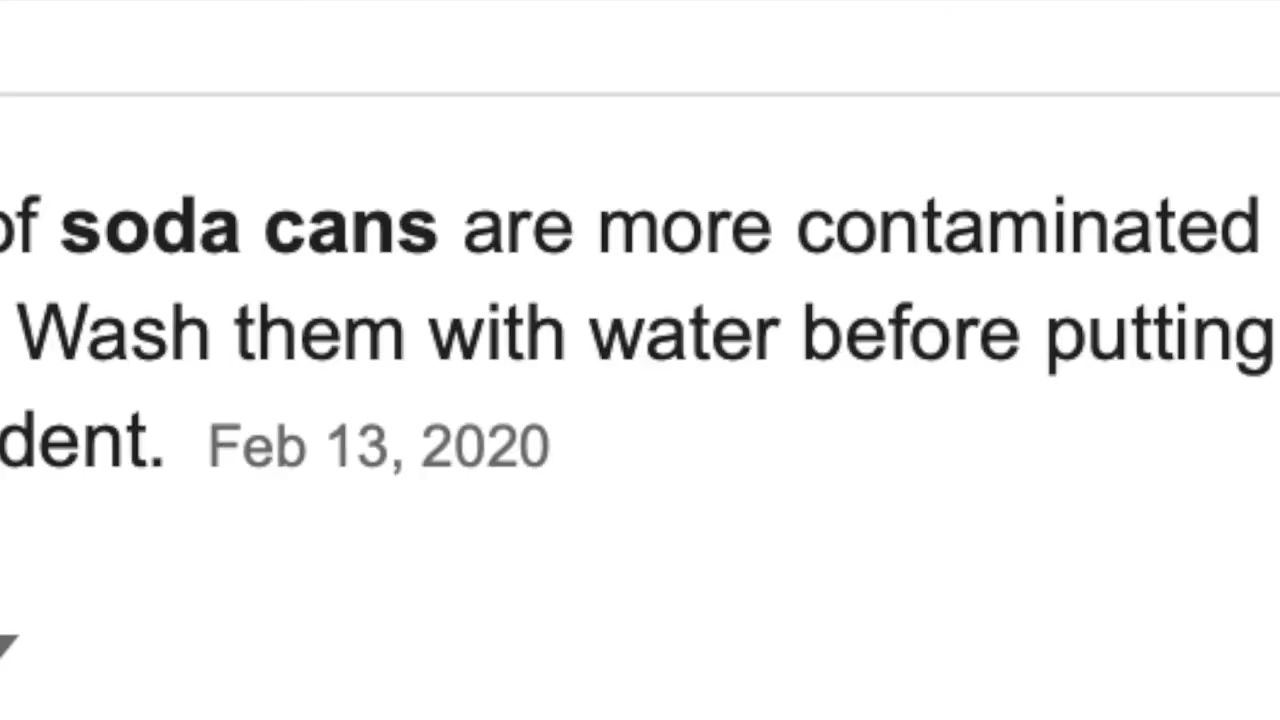 of soda cans are more contaminated
Wash them with water before putting
dent. Feb 13, 2020